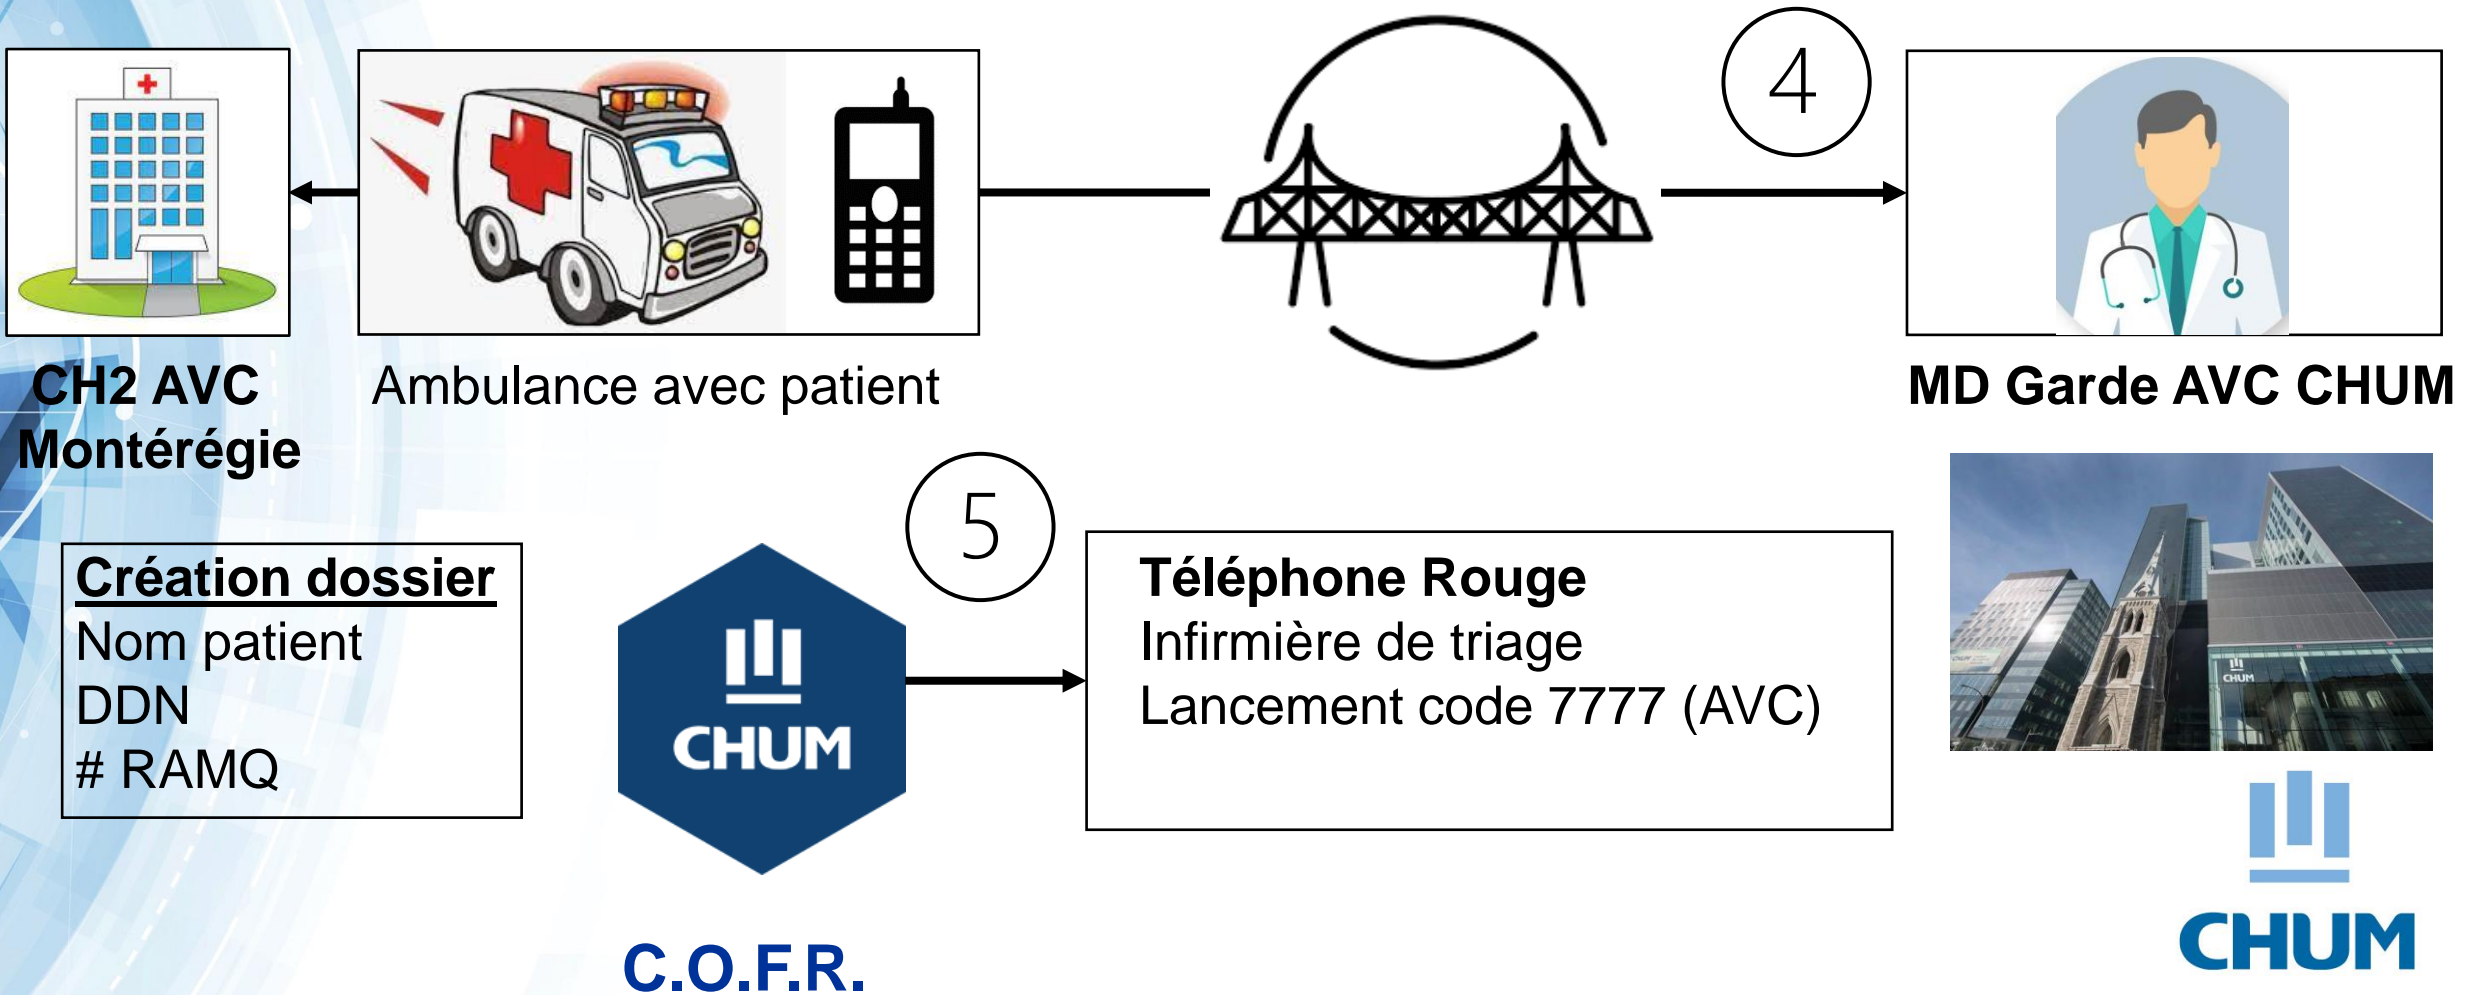 4
CH2 AVC
Montérégie
Ambulance avec patient
MD Garde AVC CHUM
5
Création dossier
Nom patient
DDN
# RAMQ
CHUM
C.O.F.R.
Téléphone Rouge
Infirmière de triage
Lancement code 7777 (AVC)
CHUM
CHUM